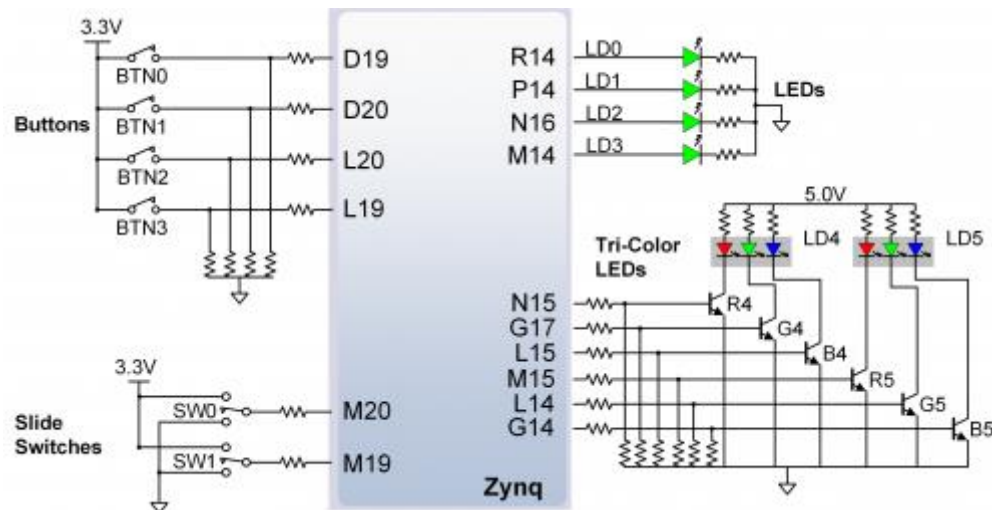 3.3V
BTN0
BTN1
BTN2
BTN3
Buttons
D19
D20
L20
L19
R14
P14
N16
M14
LD0
LD1
LD2
LD3
LEDs
5.0V
LD4
LD5
Tri-Color
LEDs
N15
G17
L15
M15
L14
G14
R4
G4
B4
R5
G5
B5
3.3V
SW0
SW1
Slide
Switches
M20
M19
Zynq